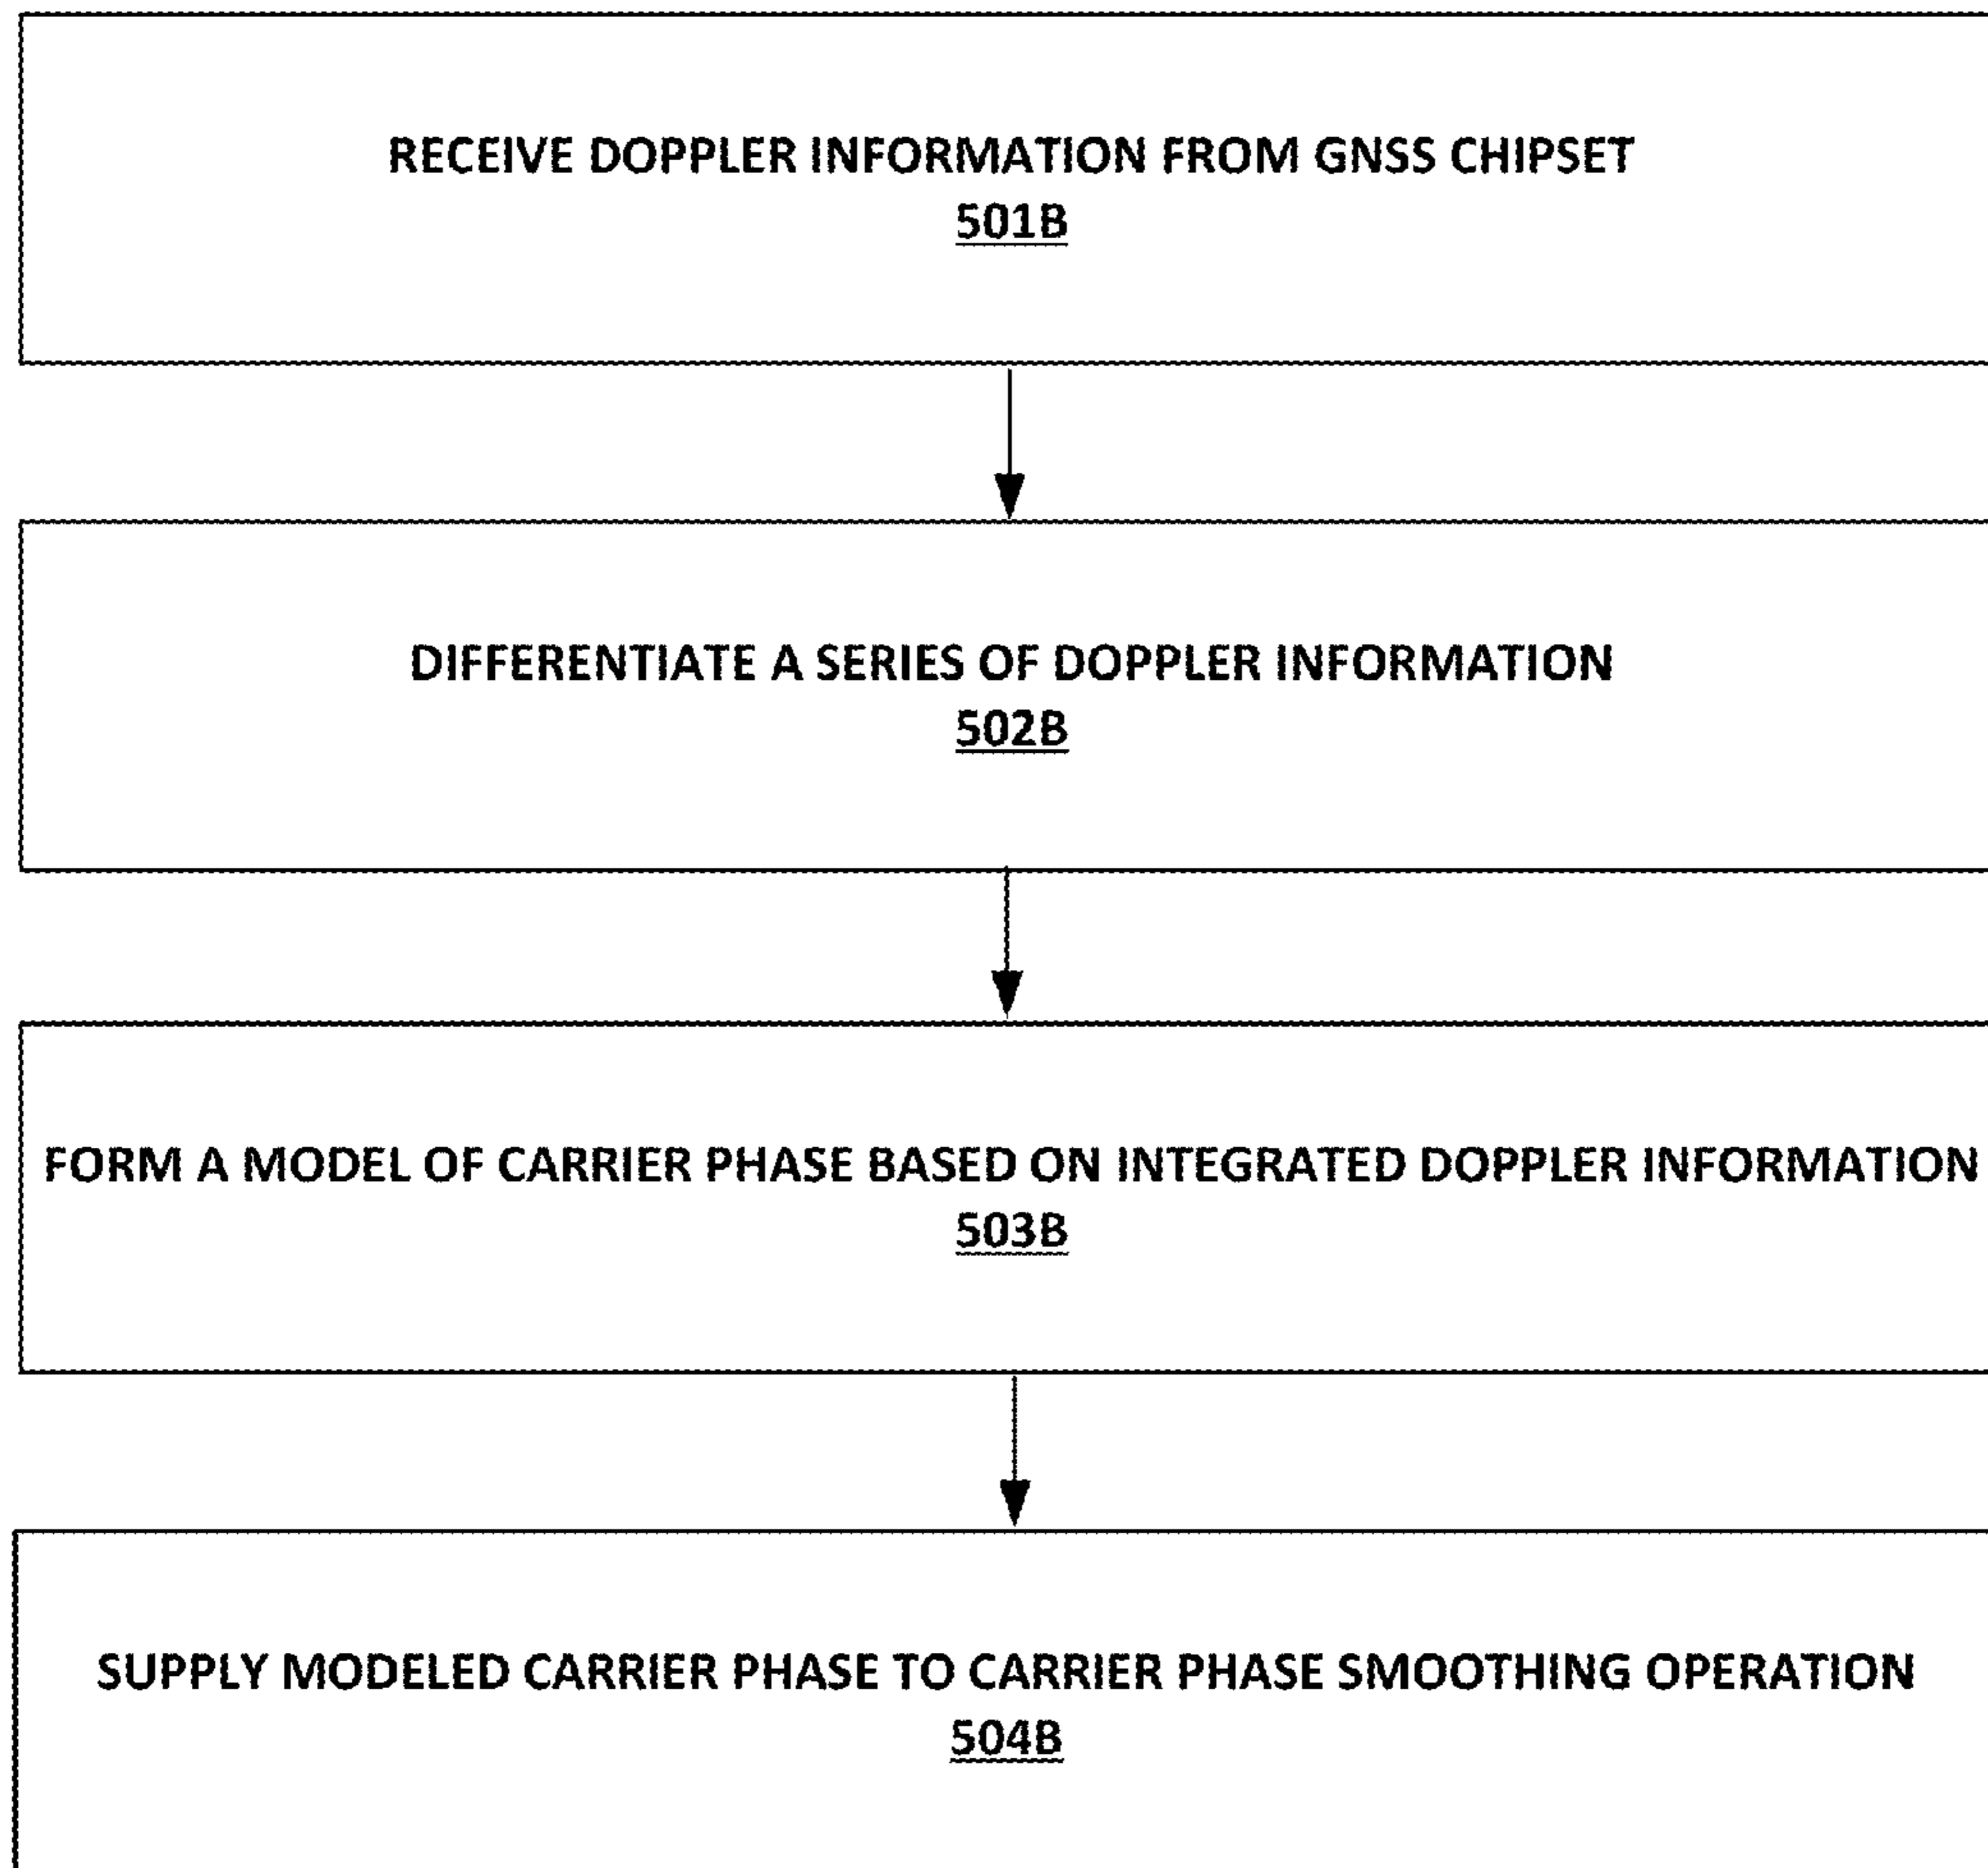 RECEIVE DOPPLER INFORMATION FROM GNSS CHIPSET
501B
DIFFERENTIATE A SERIES OF DOPPLER INFORMATION
502B
FORM A MODEL OF CARRIER PHASE BASED ON INTEGRATED DOPPLER INFORMATION
503B
SUPPLY MODELED CARRIER PHASE TO CARRIER PHASE SMOOTHING OPERATION
504B